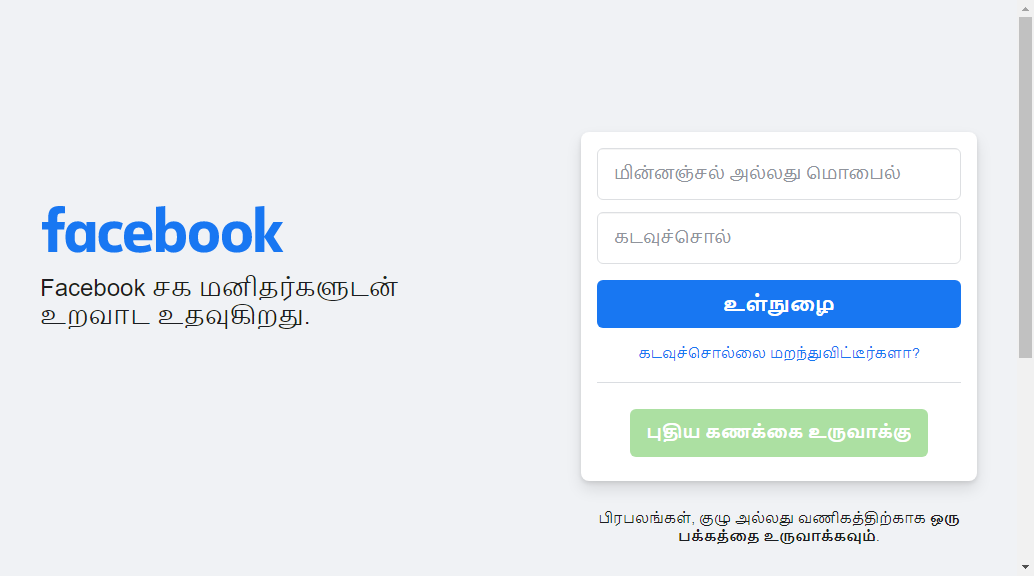 facebook
Facebook சக மனிதர்களுடன்
உறவாட உதவுகிறது.
மின்னஞ்சல் அல்லது மொபைல்
கடவுச்சொல்
உள்நுழை
கடவுச்சொல்லை மறந்துவிட்டீர்களா?
புதிய கணக்கை உருவாக்கு
பிரபலங்கள், குழு அல்லது வணிகத்திற்காக ஒரு
பக்கத்தை உருவாக்கவும்.